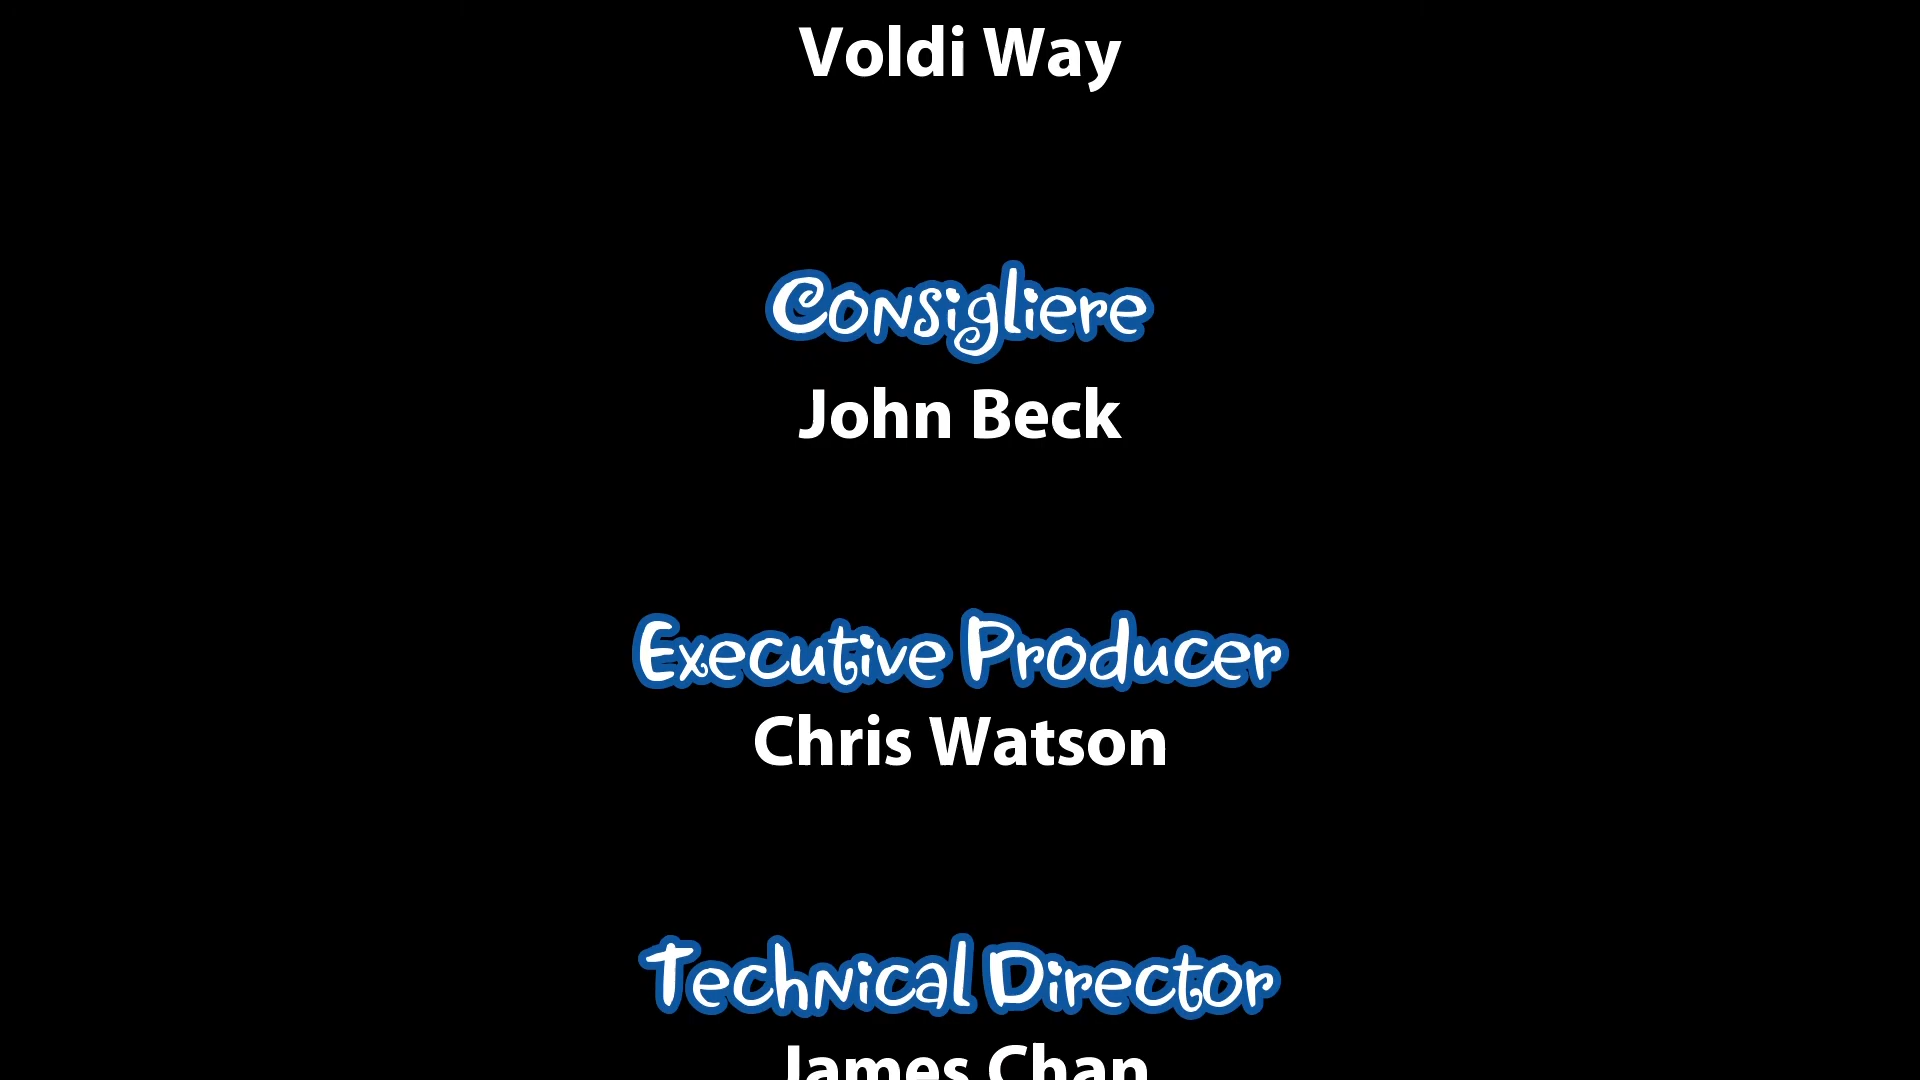 Voldi Way
Consigliere
John Beck
Executive Producer
Chris Watson
Technical Director
James Chan